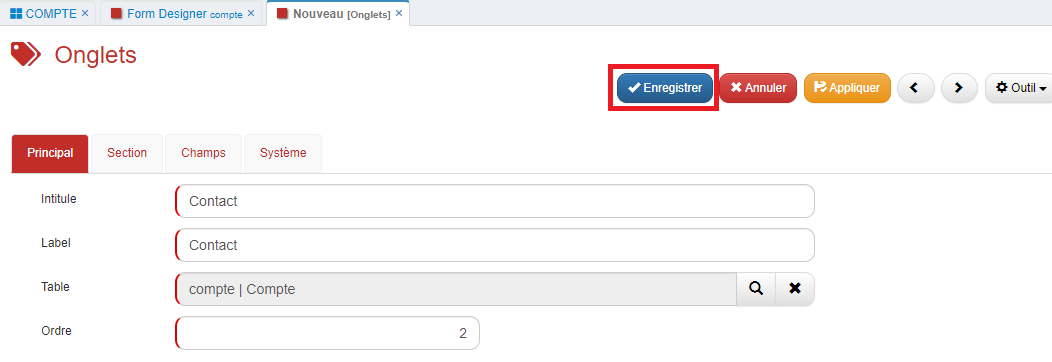 COMPTE × Form Designer compte × Nouveau [Onglets] ×
Onglets
Enregistrer Annuler Appliquer Outil
Principal Section Champs Système
Intitule Contact
Label Contact
Table compte | Compte
Ordre 2